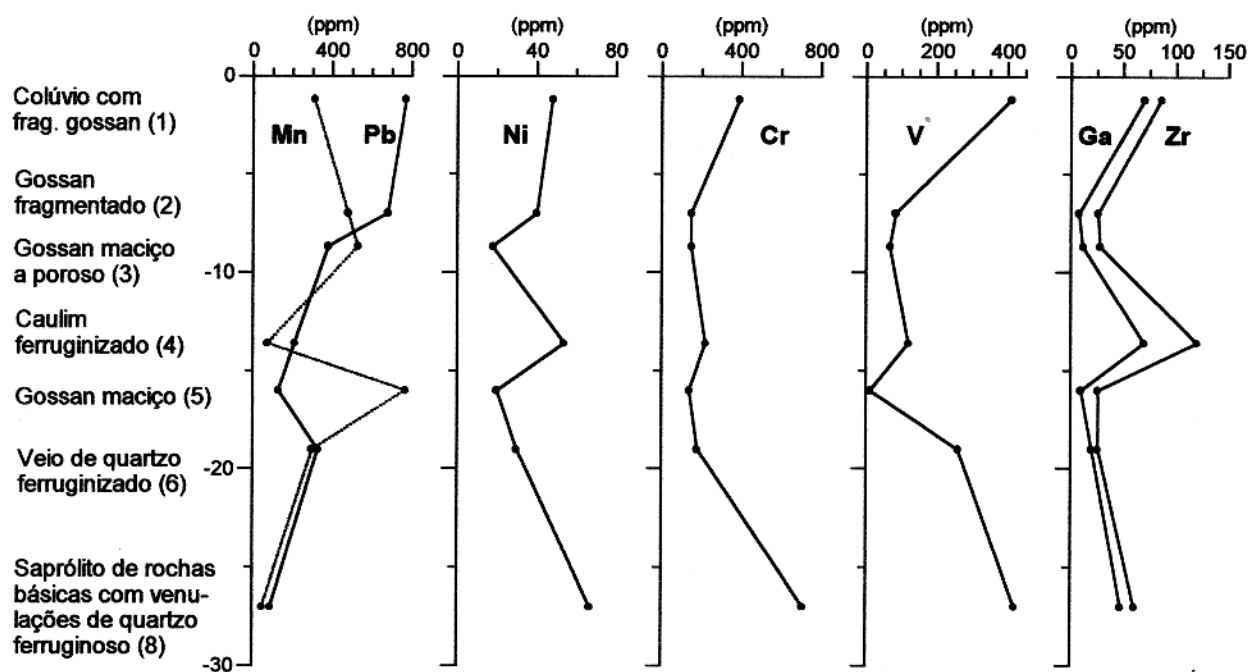 (ppm) (ppm) (ppm) (ppm) (ppm)
0 400 800 0 40 80 0 400 800 0 200 400 0 50 100 150
0
Colúvio com
frag. gossan (1)
Mn Pb Ni Cr V Ga Zr
Gossan
fragmentado (2)
Gossan maciço
a poroso (3)
-10
Caulim
ferruginizado (4)
Gossan maciço (5)
Veio de quartzo
ferruginizado (6)
-20
Saprólito de rochas
básicas com venu-
lações de quartzo
ferruginoso (8)
-30